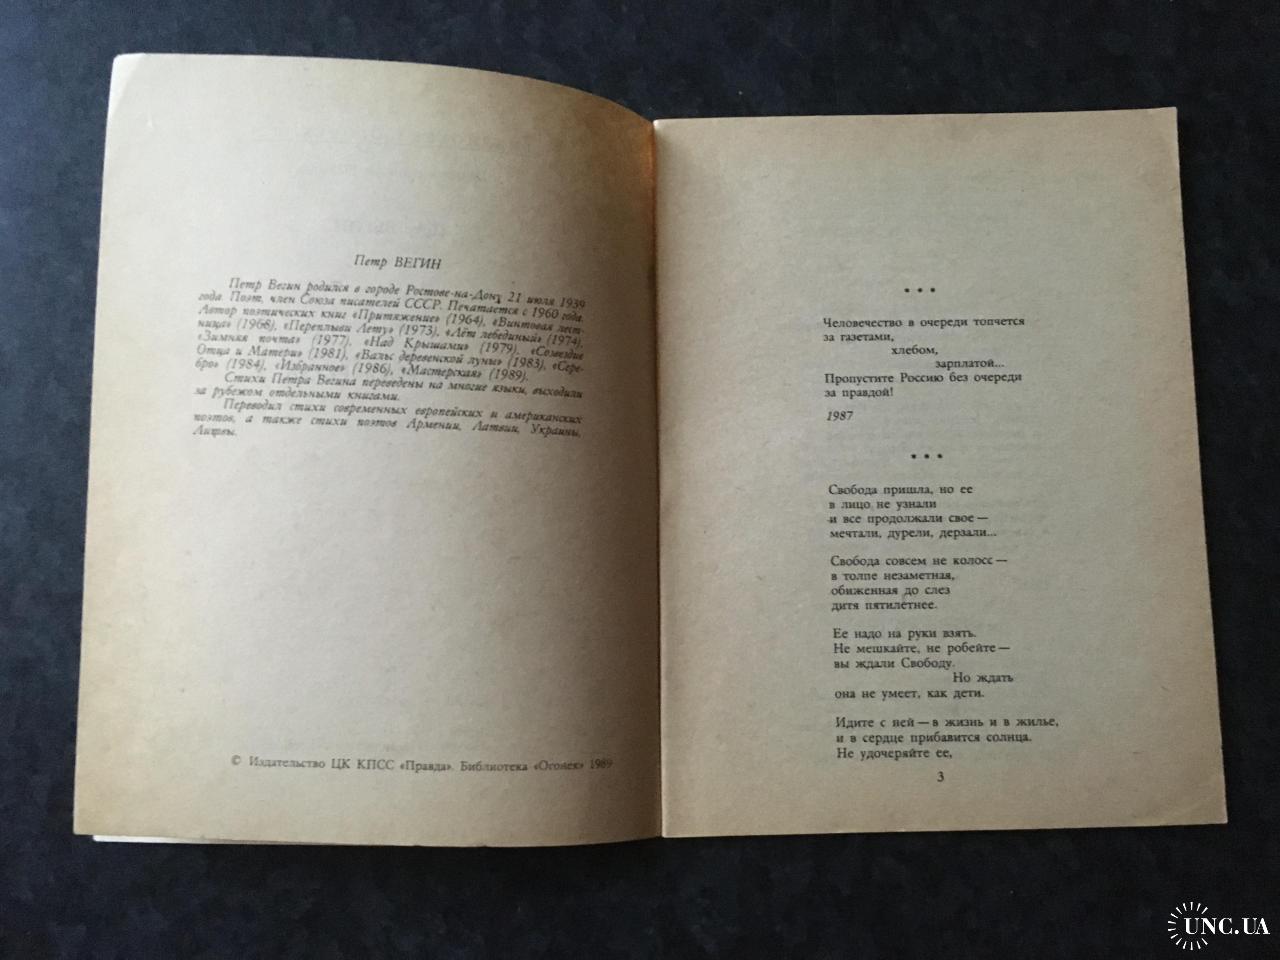 Петр ВЕГИН
Петр Вегин родился в городе Ростове-на-Дону 21 июля 1939
года. Поэт, член Союза писателей СССР. Печатается с 1960 года.
Автор поэтических книг «Притяжение» (1964), «Винтовая лест-
ница» (1968), «Переплыви Лету» (1973), «Лёт лебединый» (1974),
«Зимняя почта» (1977), «Над Крышами» (1979), «Созвездие
Отца и Матери» (1981), «Вальс деревенской луны» (1983), «Сере-
бро» (1984), «Избранное» (1986), «Мастерская» (1989).
Стихи Петра Вегина переведены на многие языки, выходили
за рубежом отдельными книгами.
Переводил стихи современных европейских и американских
поэтов, а также стихи поэтов Армении, Латвии, Украины,
Литвы.
© Издательство ЦК КПСС «Правда». Библиотека «Огонек» 1989
* * *
Человечество в очереди топчется
за газетами,
хлебом,
зарплатой...
Пропустите Россию без очереди
за правдой!
1987
* * *
Свобода пришла, но ее
в лицо не узнали
и все продолжали свое —
мечтали, дурели, дерзали...
Свобода совсем не колосс —
в толпе незаметная,
обиженная до слез
дитя пятилетнее.
Ее надо на руки взять.
Не мешкайте, не робейте —
вы ждали Свободу.
Но ждать
она не умеет, как дети.
Идите с ней — в жизнь и в жилье,
и в сердце прибавится солнца.
Не удочеряйте ее,
3
UNC.UA